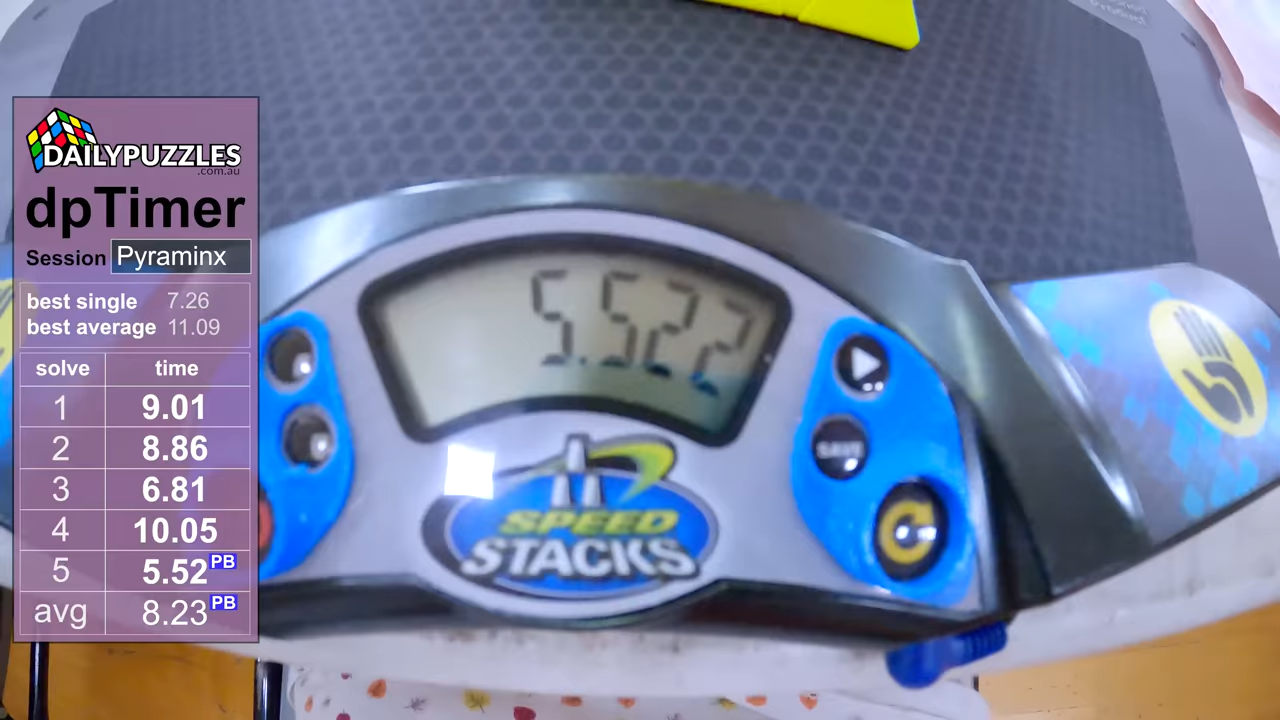 DAILYPUZZLES
.com.au
dpTimer
Session Pyraminx
best single 7.26
best average 11.09
solve time
1 9.01
2 8.86
3 6.81
4 10.05
5 5.52 PB
avg 8.23 PB
5.522
SAVE
SPEED
STACKS